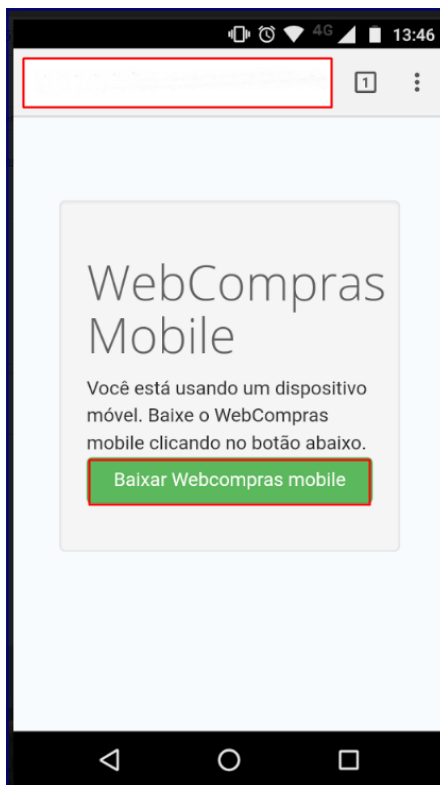 4G 13:46
1
WebCompras
Mobile
Você está usando um dispositivo
móvel. Baixe o WebCompras
mobile clicando no botão abaixo.
Baixar Webcompras mobile